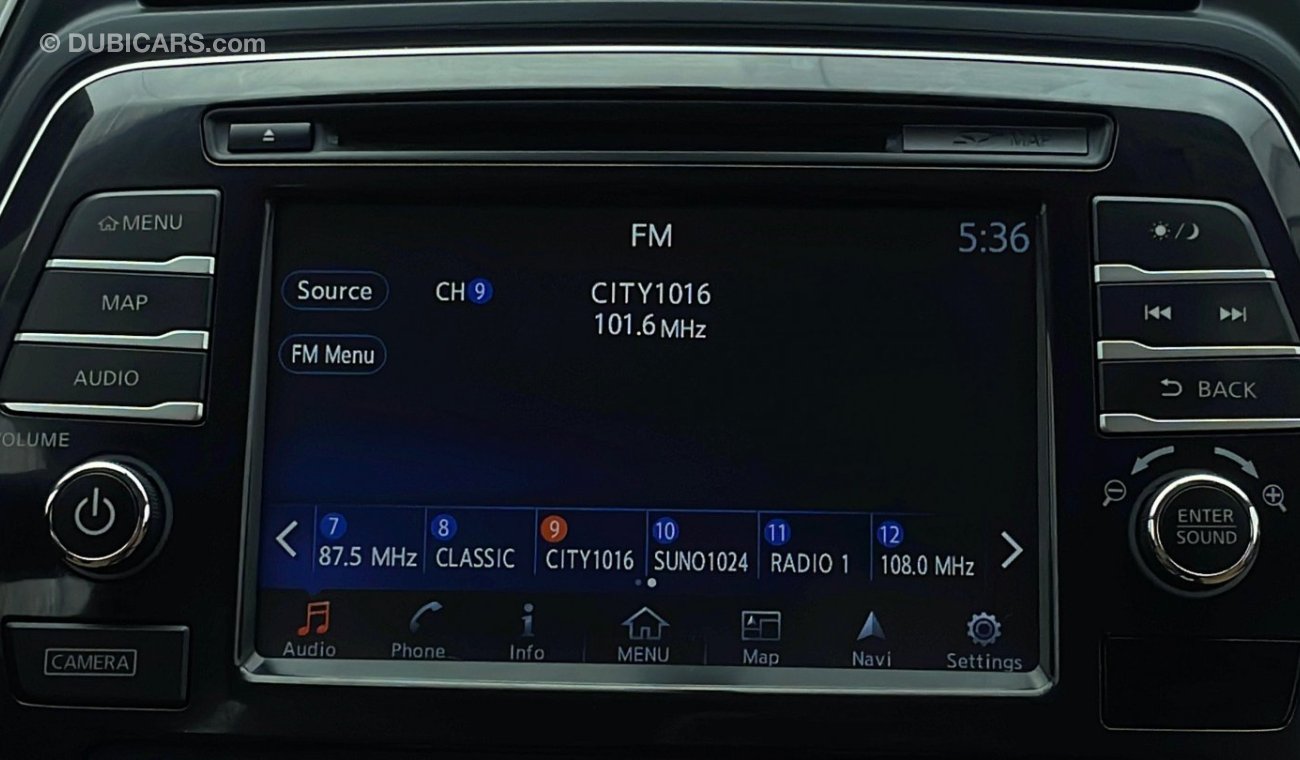 © DUBICARS.com
MAP
MENU
MAP
AUDIO
VOLUME
FM
5:36
Source
CH 9
CITY1016
101.6 MHz
FM Menu
7
87.5 MHz
8
CLASSIC
9
CITY1016
10
SUNO1024
11
RADIO 1
12
108.0 MHz
Audio
Phone
Info
MENU
Map
Navi
Settings
BACK
ENTER
SOUND
CAMERA